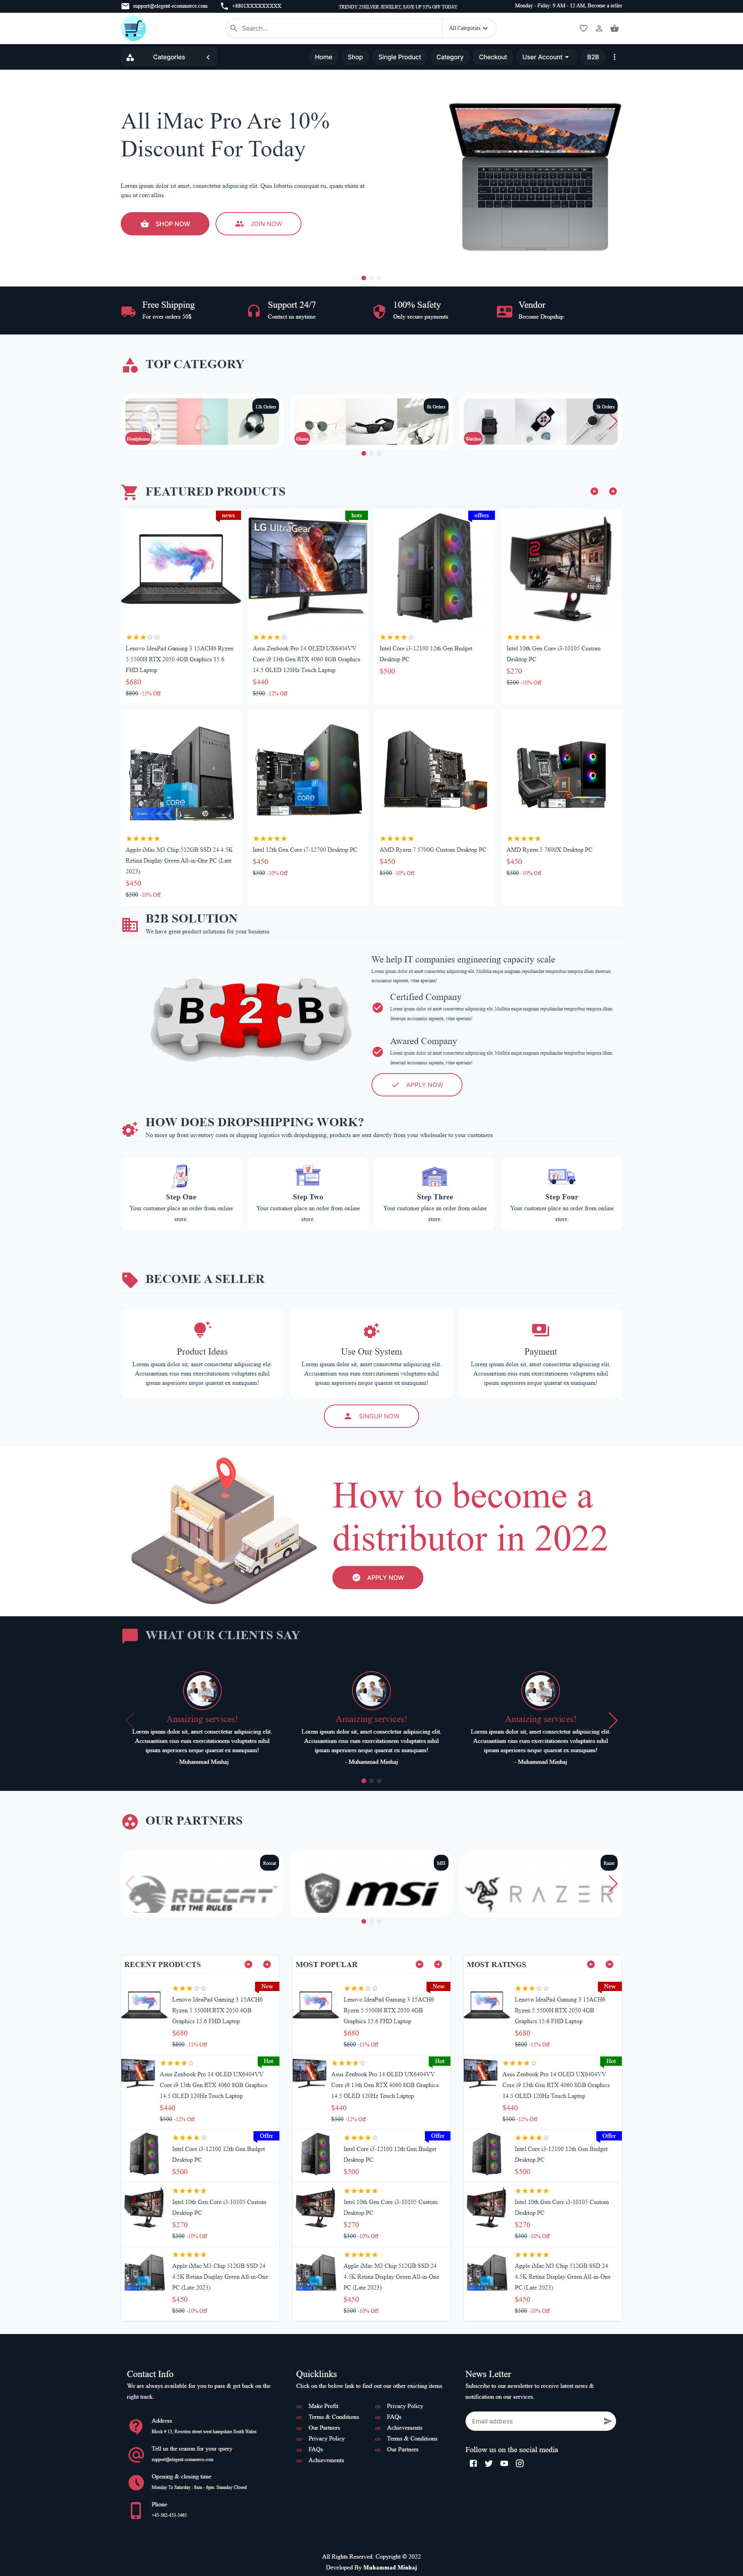 support@elegent-ecommerce.com
+8801XXXXXXXXX
TRENDY 25SILVER JEWELRY, SAVE UP 35% OFF TODAY
Monday - Friday: 9 AM - 12 AM, Become a seller
Search...
All Categories
Categories
Home
Shop
Single Product
Category
Checkout
User Account
B2B
All iMac Pro Are 10%
Discount For Today
Lorem ipsum dolor sit amet, consectetur adipiscing elit. Quis lobortis consequat eu, quam etiam at
quis ut convalliss.
SHOP NOW
JOIN NOW
Free Shipping
For over orders 50$
Support 24/7
Contact us anytime
100% Safety
Only secure payments
Vendor
Become Dropship
TOP CATEGORY
12k Orders
Headphones
8k Orders
Glasses
5k Orders
Watches
FEATURED PRODUCTS
news
hots
offers
LG UltraGear
Lenovo IdeaPad Gaming 3 15ACH6 Ryzen
5 5500H RTX 2050 4GB Graphics 15.6
FHD Laptop
$680
$800 -15% Off
Asus Zenbook Pro 14 OLED UX6404VV
Core i9 13th Gen RTX 4060 8GB Graphics
14.5 OLED 120Hz Touch Laptop
$440
$500 -12% Off
Intel Core i3-12100 12th Gen Budget
Desktop PC
$500
Intel 10th Gen Core i3-10105 Custom
Desktop PC
$270
$300 -10% Off
Apple iMac M3 Chip 512GB SSD 24 4.5K
Retina Display Green All-in-One PC (Late
2023)
$450
$500 -10% Off
Intel 12th Gen Core i7-12700 Desktop PC
$450
$500 -10% Off
AMD Ryzen 7 5700G Custom Desktop PC
$450
$500 -10% Off
AMD Ryzen 5 7600X Desktop PC
$450
$500 -10% Off
B2B SOLUTION
We have great product solutions for your business
B 2 B
We help IT companies engineering capacity scale
Lorem ipsum dolor sit amet consectetur adipisicing elit. Mollitia eaque magnam repudiandae temporibus tempora illum deserunt
accusamus sapiente, vitae aperiam!
Certified Company
Lorem ipsum dolor sit amet consectetur adipisicing elit. Mollitia eaque magnam repudiandae temporibus tempora illum
deserunt accusamus sapiente, vitae aperiam!
Awared Company
Lorem ipsum dolor sit amet consectetur adipisicing elit. Mollitia eaque magnam repudiandae temporibus tempora illum
deserunt accusamus sapiente, vitae aperiam!
APPLY NOW
HOW DOES DROPSHIPPING WORK?
No more up front inventory costs or shipping logistics with dropshipping, products are sent directly from your wholesaler to your customers
Step One
Your customer place an order from online
store.
Step Two
Your customer place an order from online
store.
Step Three
Your customer place an order from online
store.
Step Four
Your customer place an order from online
store.
BECOME A SELLER
Product Ideas
Lorem ipsum dolor sit, amet consectetur adipisicing elit.
Accusantium eius eum exercitationem voluptates nihil
ipsum asperiores neque quaerat ex numquam!
Use Our System
Lorem ipsum dolor sit, amet consectetur adipisicing elit.
Accusantium eius eum exercitationem voluptates nihil
ipsum asperiores neque quaerat ex numquam!
Payment
Lorem ipsum dolor sit, amet consectetur adipisicing elit.
Accusantium eius eum exercitationem voluptates nihil
ipsum asperiores neque quaerat ex numquam!
SINGUP NOW
How to become a
distributor in 2022
APPLY NOW
WHAT OUR CLIENTS SAY
Amaizing services!
Lorem ipsum dolor sit, amet consectetur adipisicing elit.
Accusantium eius eum exercitationem voluptates nihil
ipsum asperiores neque quaerat ex numquam!
- Muhammad Minhaj
Amaizing services!
Lorem ipsum dolor sit, amet consectetur adipisicing elit.
Accusantium eius eum exercitationem voluptates nihil
ipsum asperiores neque quaerat ex numquam!
- Muhammad Minhaj
Amaizing services!
Lorem ipsum dolor sit, amet consectetur adipisicing elit.
Accusantium eius eum exercitationem voluptates nihil
ipsum asperiores neque quaerat ex numquam!
- Muhammad Minhaj
OUR PARTNERS
Roccat
ROCCAT
SET THE RULES
MSI
msi
Razer
RAZER
RECENT PRODUCTS
New
Lenovo IdeaPad Gaming 3 15ACH6
Ryzen 5 5500H RTX 2050 4GB
Graphics 15.6 FHD Laptop
$680
$800 -15% Off
Hot
Asus Zenbook Pro 14 OLED UX6404VV
Core i9 13th Gen RTX 4060 8GB Graphics
14.5 OLED 120Hz Touch Laptop
$440
$500 -12% Off
Offer
Intel Core i3-12100 12th Gen Budget
Desktop PC
$500
Intel 10th Gen Core i3-10105 Custom
Desktop PC
$270
$300 -10% Off
Apple iMac M3 Chip 512GB SSD 24
4.5K Retina Display Green All-in-One
PC (Late 2023)
$450
$500 -10% Off
MOST POPULAR
New
Lenovo IdeaPad Gaming 3 15ACH6
Ryzen 5 5500H RTX 2050 4GB
Graphics 15.6 FHD Laptop
$680
$800 -15% Off
Hot
Asus Zenbook Pro 14 OLED UX6404VV
Core i9 13th Gen RTX 4060 8GB Graphics
14.5 OLED 120Hz Touch Laptop
$440
$500 -12% Off
Offer
Intel Core i3-12100 12th Gen Budget
Desktop PC
$500
Intel 10th Gen Core i3-10105 Custom
Desktop PC
$270
$300 -10% Off
Apple iMac M3 Chip 512GB SSD 24
4.5K Retina Display Green All-in-One
PC (Late 2023)
$450
$500 -10% Off
MOST RATINGS
New
Lenovo IdeaPad Gaming 3 15ACH6
Ryzen 5 5500H RTX 2050 4GB
Graphics 15.6 FHD Laptop
$680
$800 -15% Off
Hot
Asus Zenbook Pro 14 OLED UX6404VV
Core i9 13th Gen RTX 4060 8GB Graphics
14.5 OLED 120Hz Touch Laptop
$440
$500 -12% Off
Offer
Intel Core i3-12100 12th Gen Budget
Desktop PC
$500
Intel 10th Gen Core i3-10105 Custom
Desktop PC
$270
$300 -10% Off
Apple iMac M3 Chip 512GB SSD 24
4.5K Retina Display Green All-in-One
PC (Late 2023)
$450
$500 -10% Off
Contact Info
We are always available for you to pass & get back on the
right track.
Address
Block # 13, Rowsten street west hampshire South Wales
Tell us the reason for your query
support@elegent-ecommerce.com
Opening & closing time
Monday To Saturday : 8am - 6pm, Sunaday Closed
Phone
+45-562-453-3465
Quicklinks
Click on the below link to find out our other exicting items
Make Profit
Terms & Conditions
Our Partners
Privacy Policy
FAQs
Achievements
Privacy Policy
FAQs
Achievements
Terms & Conditions
Our Partners
News Letter
Subscribe to our newsletter to receive latest news &
notification on our services.
Email address
Follow us on the social media
All Rights Reserved. Copyright © 2022
Developed By Muhammad Minhaj